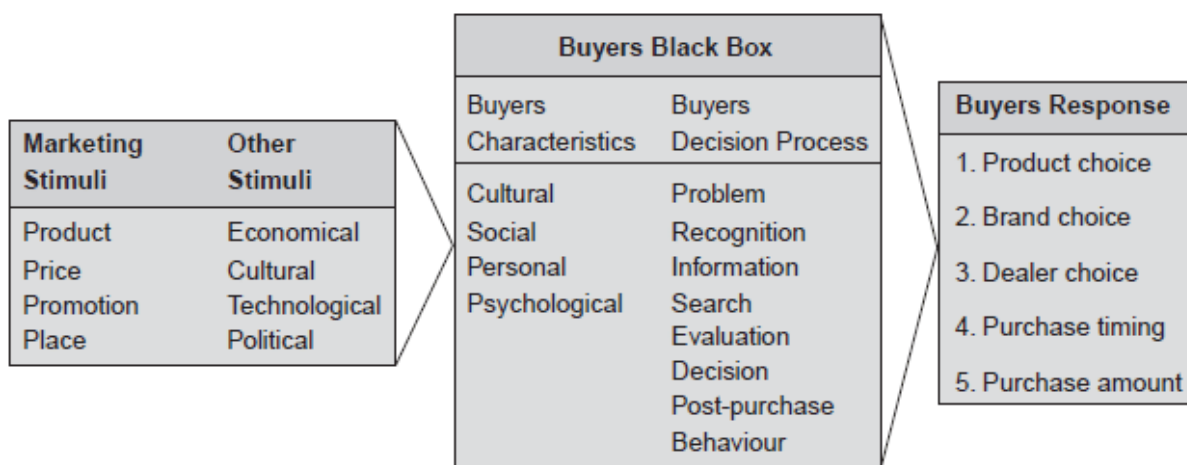 Marketing Stimuli
Other Stimuli
Product
Price
Promotion
Place
Economical
Cultural
Technological
Political
Buyers Black Box
Buyers
Characteristics
Buyers
Decision Process
Cultural
Social
Personal
Psychological
Problem
Recognition
Information
Search
Evaluation
Decision
Post-purchase
Behaviour
Buyers Response
1. Product choice
2. Brand choice
3. Dealer choice
4. Purchase timing
5. Purchase amount